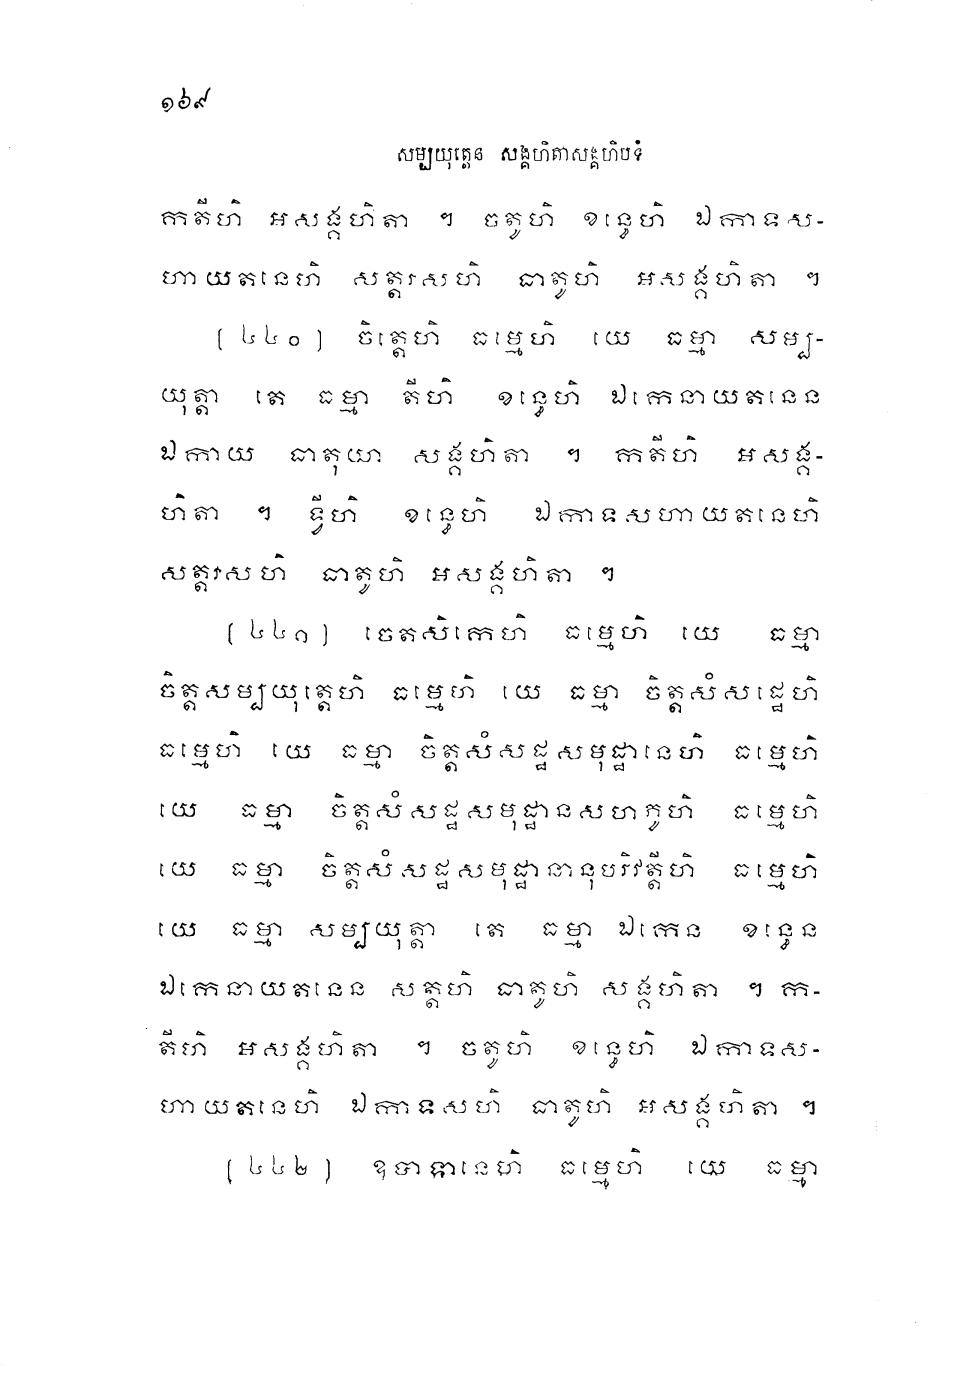 ១៦៩
សម្បយុត្តេន សង្គហិតាសង្គហិបទំ
កតីហិ អសង្គហិតា ។ ចតូហិ ខន្ធេហិ ឯកាទស-
ហាយតនេហិ សត្តរសហិ ធាតូហិ អសង្គហិតា ។
(៤៤០) ចិត្តេហិ ធម្មេហិ យេ ធម្មា សម្ប-
យុត្តា តេ ធម្មា តីហិ ខន្ធេហិ ឯកេនាយតនេន
ឯកាយ ធាតុយា សង្គហិតា ។ កតីហិ អសង្គ-
ហិតា ។ ទ្វីហិ ខន្ធេហិ ឯកាទសហាយតនេហិ
សត្តរសហិ ធាតូហិ អសង្គហិតា ។
(៤៤១) ចេតសិកេហិ ធម្មេហិ យេ ធម្មា
ចិត្តសម្បយុត្តេហិ ធម្មេហិ យេ ធម្មា ចិត្តសំសដ្ឋេហិ
ធម្មេហិ យេ ធម្មា ចិត្តសំសដ្ឋសមុដ្ឋានេហិ ធម្មេហិ
យេ ធម្មា ចិត្តសំសដ្ឋសមុដ្ឋានសហភូហិ ធម្មេហិ
យេ ធម្មា ចិត្តសំសដ្ឋសមុដ្ឋានានុបរិវត្តីហិ ធម្មេហិ
យេ ធម្មា សម្បយុត្តា តេ ធម្មា ឯកេន ខន្ធេន
ឯកេនាយតនេន សត្តហិ ធាតូហិ សង្គហិតា ។ ក-
តីហិ អសង្គហិតា ។ ចតូហិ ខន្ធេហិ ឯកាទស-
ហាយតនេហិ ឯកាទសហិ ធាតូហិ អសង្គហិតា ។
(៤៤២) ឧបាទានេហិ ធម្មេហិ យេ ធម្មា